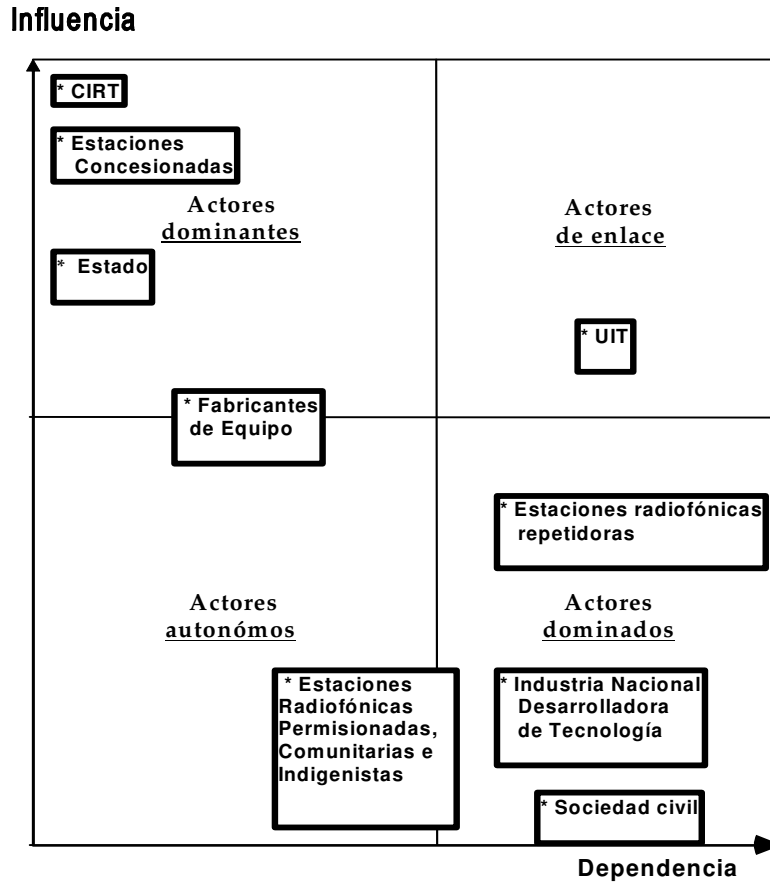 Influencia
* CIRT
* Estaciones
Concesionadas
Actores
dominantes
Actores
de enlace
* Estado
* UIT
* Fabricantes
de Equipo
* Estaciones radiofónicas
repetidoras
Actores
autonómos
Actores
dominados
* Estaciones
Radiofónicas
Permisionadas,
Comunitarias e
Indigenistas
* Industria Nacional
Desarrolladora
de Tecnología
* Sociedad civil
Dependencia